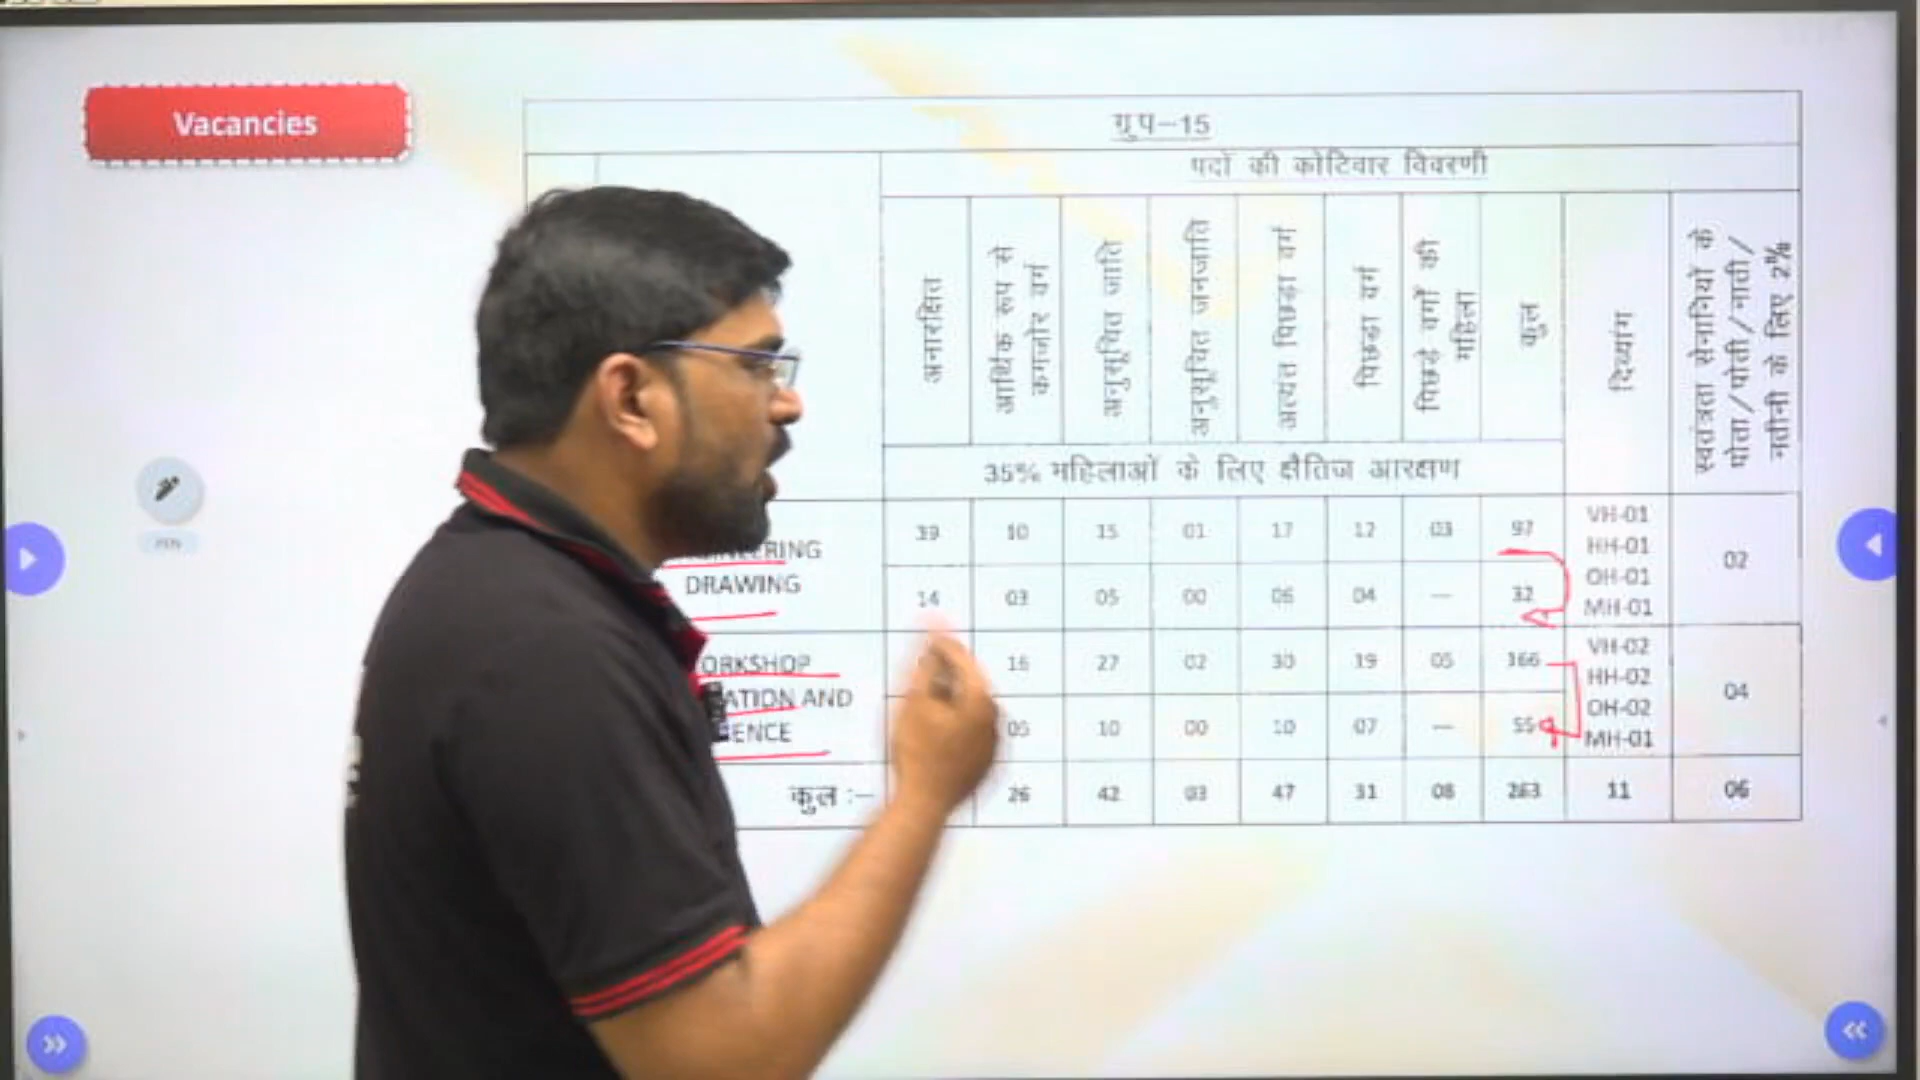 Vacancies
ग्रुप–15
पदों की कोटिवार विवरणी
अनारक्षित
आर्थिक रूप से
कमजोर वर्ग
अनुसूचित जाति
अनुसूचित जनजाति
अत्यंत पिछड़ा वर्ग
पिछड़ा वर्ग
पिछड़े वर्गों की
महिला
कुल
दिव्यांग
स्वतंत्रता सेनानियों के
पोता/पोती/नाती/
नतीनी के लिए 2%
35% महिलाओं के लिए क्षैतिज आरक्षण
39 10 15 01 17 12 03 97
DRAWING
14 03 05 00 06 04 — 32
VH-01
HH-01
OH-01
MH-01
02
16 27 02 30 19 05 166
AND
05 10 00 10 07 — 55
VH-02
HH-02
OH-02
MH-01
04
कुल :— 26 42 03 47 31 08 263 11 06
PEN